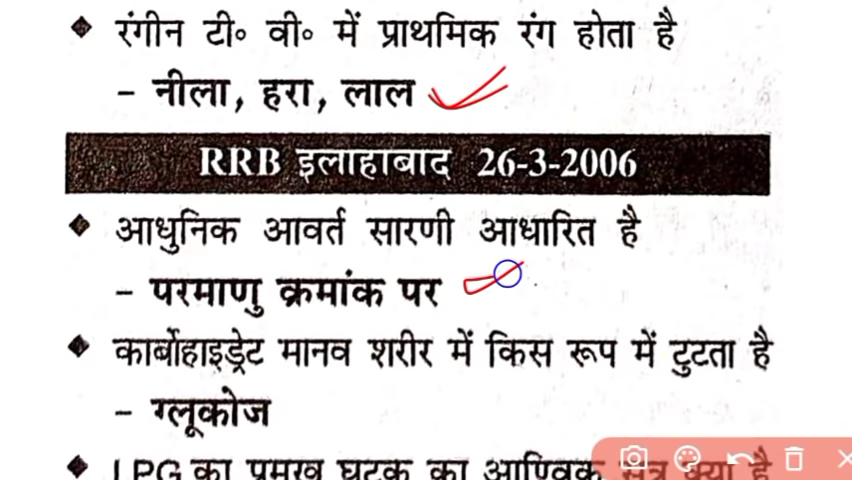 ◆ रंगीन टी॰ वी॰ में प्राथमिक रंग होता है
– नीला, हरा, लाल
RRB इलाहाबाद 26-3-2006
◆ आधुनिक आवर्त सारणी आधारित है
– परमाणु क्रमांक पर
◆ कार्बोहाइड्रेट मानव शरीर में किस रूप में टुटता है
– ग्लूकोज
◆ LPG का प्रमुख घटक का आण्विक सूत्र क्या है